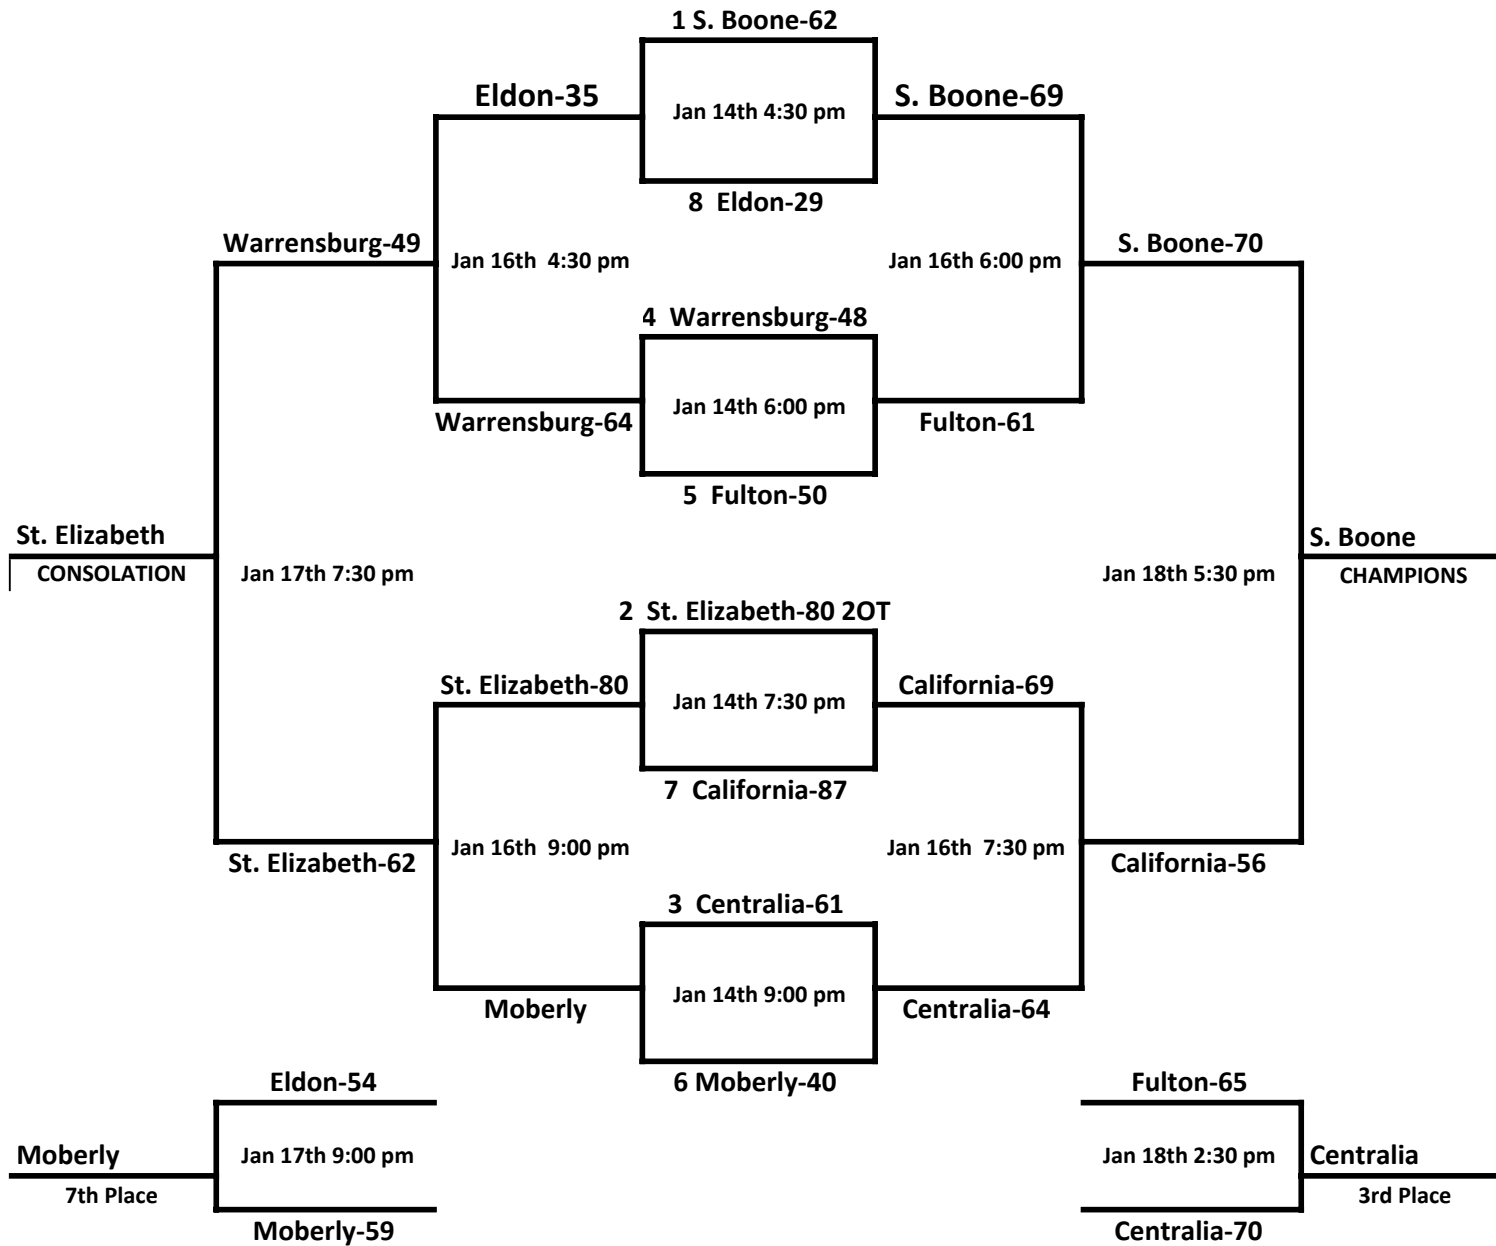 1 S. Boone-62
Eldon-35
S. Boone-69
Jan 14th 4:30 pm
8 Eldon-29
Warrensburg-49
S. Boone-70
Jan 16th 4:30 pm
Jan 16th 6:00 pm
4 Warrensburg-48
Jan 14th 6:00 pm
Warrensburg-64
Fulton-61
5 Fulton-50
St. Elizabeth
S. Boone
CONSOLATION
Jan 17th 7:30 pm
Jan 18th 5:30 pm
CHAMPIONS
2 St. Elizabeth-80 2OT
St. Elizabeth-80
California-69
Jan 14th 7:30 pm
7 California-87
Jan 16th 9:00 pm
Jan 16th 7:30 pm
St. Elizabeth-62
California-56
3 Centralia-61
Jan 14th 9:00 pm
Moberly
Centralia-64
6 Moberly-40
Eldon-54
Fulton-65
Moberly
Jan 17th 9:00 pm
Jan 18th 2:30 pm
Centralia
7th Place
3rd Place
Moberly-59
Centralia-70